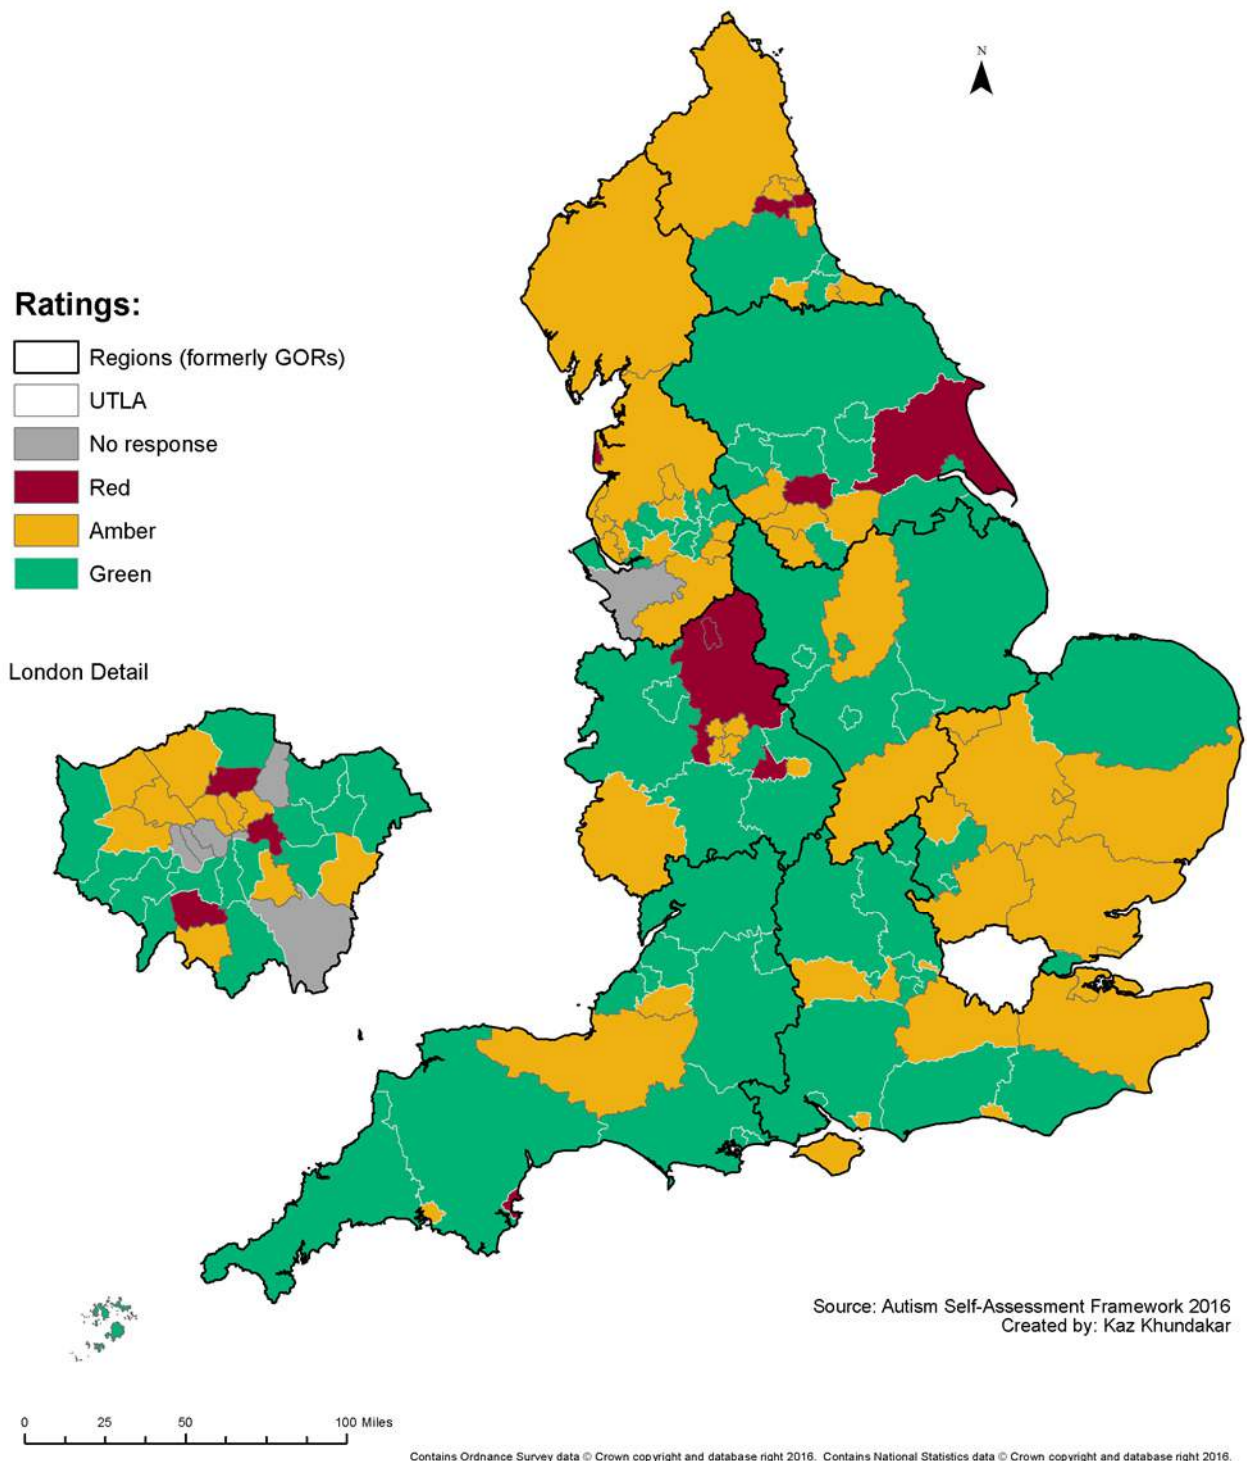 N
Ratings:
Regions (formerly GORs)
UTLA
No response
Red
Amber
Green
London Detail
Source: Autism Self-Assessment Framework 2016
Created by: Kaz Khundakar
0 25 50 100 Miles
Contains Ordnance Survey data © Crown copyright and database right 2016. Contains National Statistics data © Crown copyright and database right 2016.